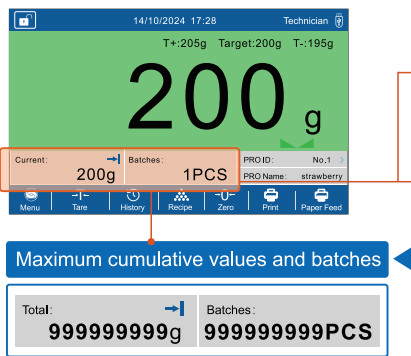 14/10/2024 17:28 Technician
T+:205g Target:200g T-:195g
200 g
Current: Batches: PRO ID: No.1 >
200g 1PCS PRO Name: strawberry
Menu Tare History Recipe Zero Print Paper Feed
Maximum cumulative values and batches
Total: Batches:
999999999g 999999999PCS